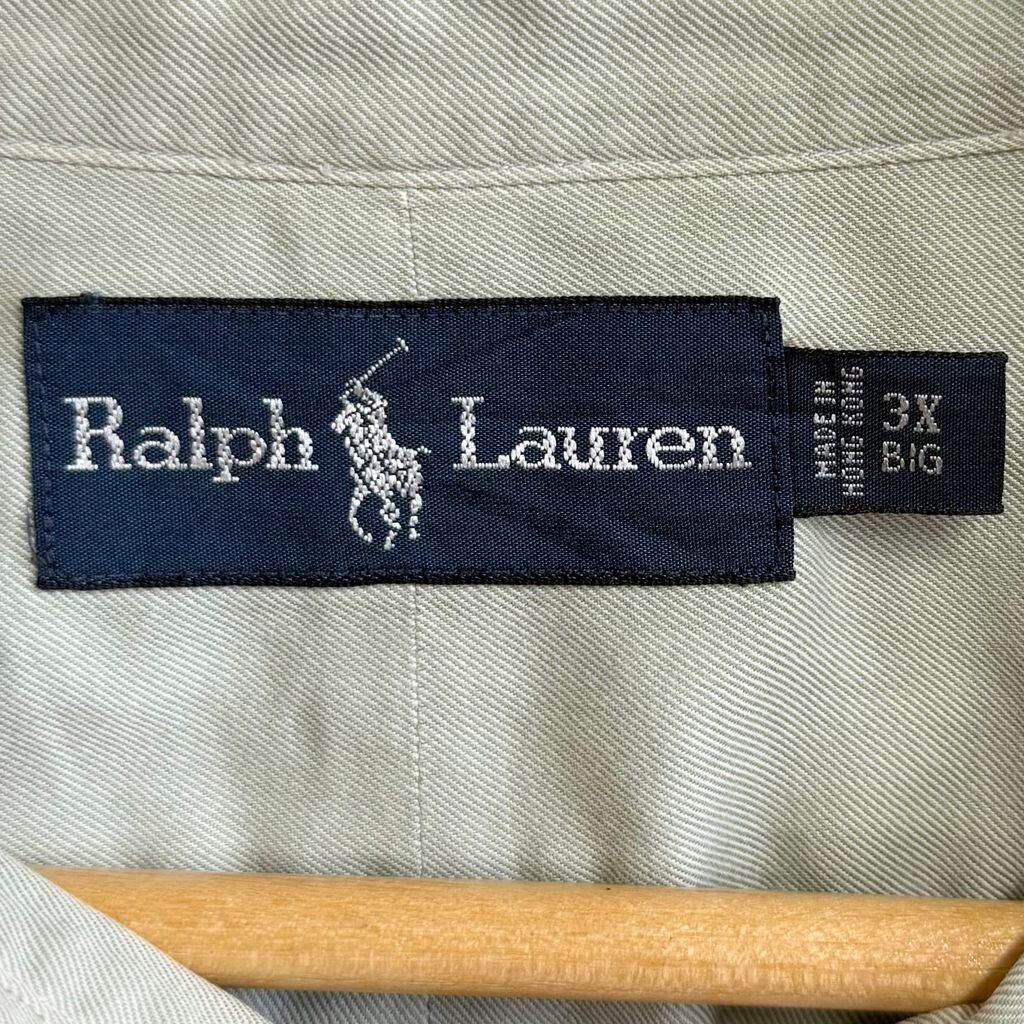 Ralph Lauren
MADE IN
HONG KONG
3X
BIG